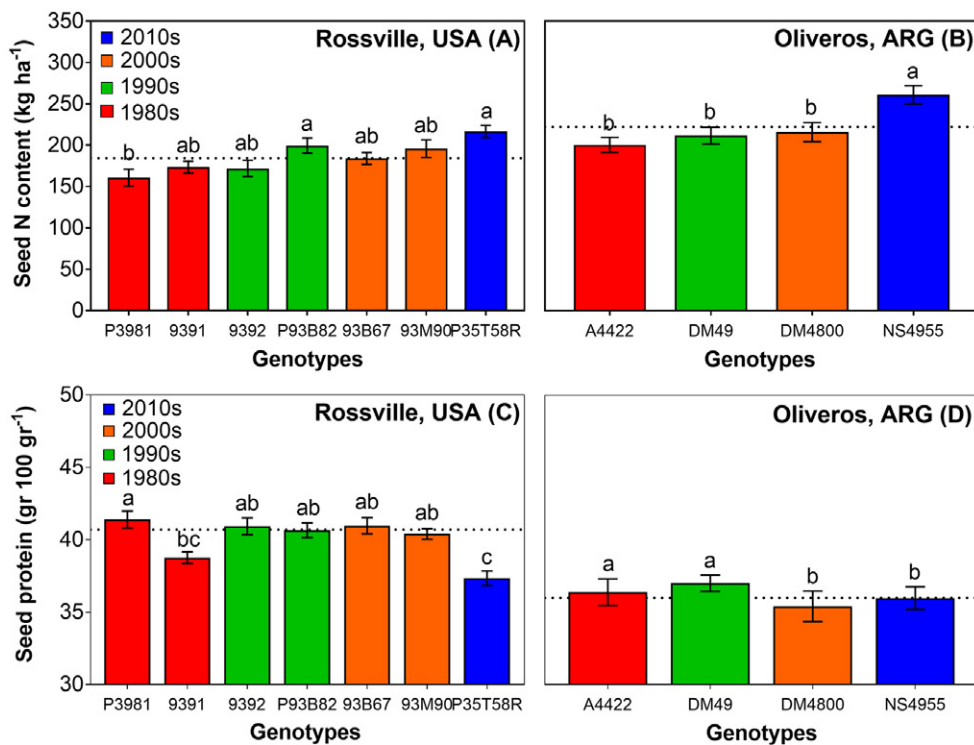 Rossville, USA (A)
2010s
2000s
1990s
1980s
Seed N content (kg ha⁻¹)
350
300
250
200
150
100
50
0
b
ab
ab
a
ab
ab
a
P3981
9391
9392
P93B82
93B67
93M90
P35T58R
Genotypes
Oliveros, ARG (B)
b
b
b
a
A4422
DM49
DM4800
NS4955
Genotypes
Rossville, USA (C)
2010s
2000s
1990s
1980s
Seed protein (gr 100 gr⁻¹)
50
45
40
35
30
a
bc
ab
ab
ab
ab
c
P3981
9391
9392
P93B82
93B67
93M90
P35T58R
Genotypes
Oliveros, ARG (D)
a
a
b
b
A4422
DM49
DM4800
NS4955
Genotypes